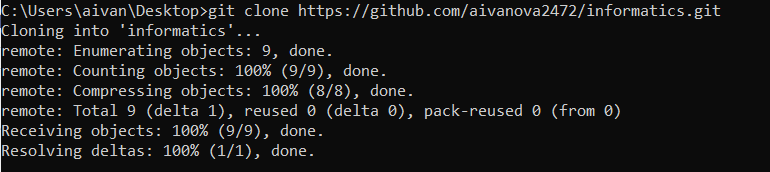 C:\Users\aivan\Desktop>git clone https://github.com/aivanova2472/informatics.git
Cloning into 'informatics'...
remote: Enumerating objects: 9, done.
remote: Counting objects: 100% (9/9), done.
remote: Compressing objects: 100% (8/8), done.
remote: Total 9 (delta 1), reused 0 (delta 0), pack-reused 0 (from 0)
Receiving objects: 100% (9/9), done.
Resolving deltas: 100% (1/1), done.